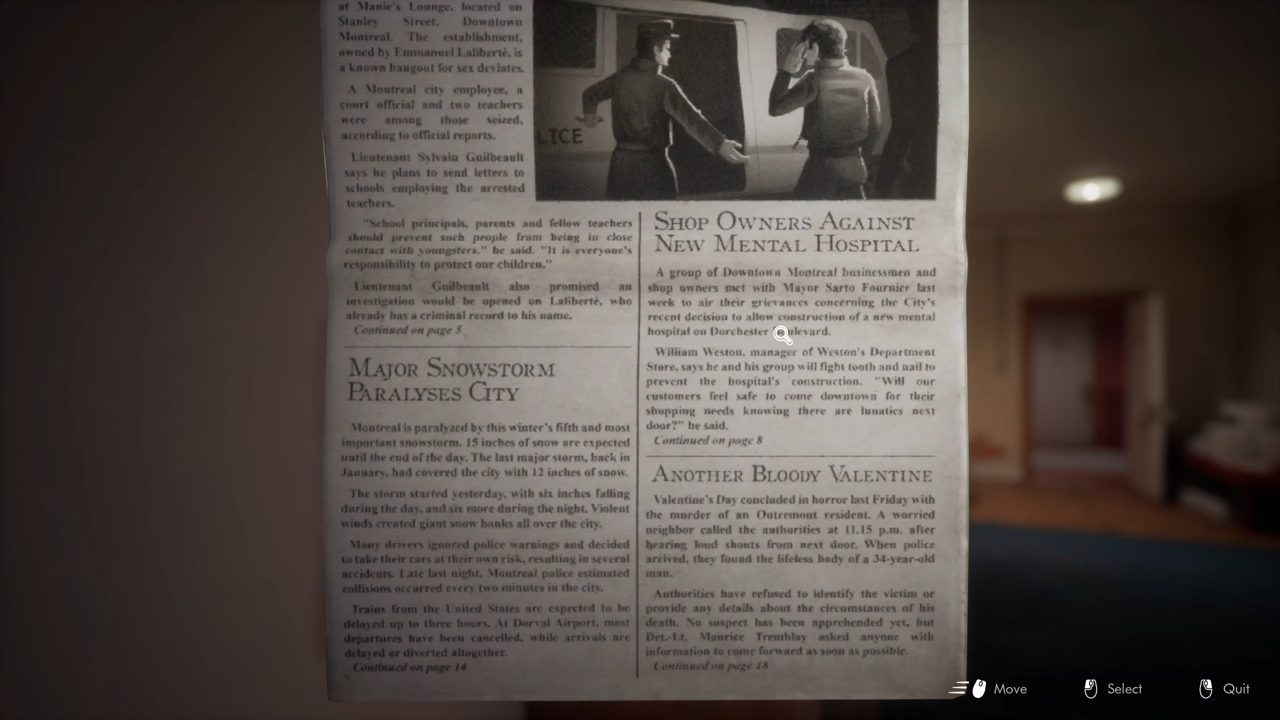 at Manie's Lounge, located on
Stanley Street, Downtown
Montreal. The establishment,
owned by Emmanuel Laliberté, is
a known hangout for sex deviates.
A Montreal city employee, a
court official and two teachers
were among those seized,
according to official reports.
Lieutenant Sylvain Guilbeault
says he plans to send letters to
schools employing the arrested
teachers.
"School principals, parents and fellow teachers
should prevent such people from being in close
contact with youngsters," he said. "It is everyone's
responsibility to protect our children."
Lieutenant Guilbeault also promised an
investigation would be opened on Laliberté, who
already has a criminal record to his name.
Continued on page 5
MAJOR SNOWSTORM
PARALYSES CITY
Montreal is paralyzed by this winter's fifth and most
important snowstorm. 15 inches of snow are expected
until the end of the day. The last major storm, back in
January, had covered the city with 12 inches of snow.
The storm started yesterday, with six inches falling
during the day, and six more during the night. Violent
winds created giant snow banks all over the city.
Many drivers ignored police warnings and decided
to take their cars at their own risk, resulting in several
accidents. Late last night, Montreal police estimated
collisions occurred every two minutes in the city.
Trains from the United States are expected to be
delayed up to three hours. At Dorval Airport, most
departures have been cancelled, while arrivals are
delayed or diverted altogether.
Continued on page 14
LICE
SHOP OWNERS AGAINST
NEW MENTAL HOSPITAL
A group of Downtown Montreal businessmen and
shop owners met with Mayor Sarto Fournier last
week to air their grievances concerning the City's
recent decision to allow construction of a new mental
hospital on Dorchester ulevard.
William Weston, manager of Weston's Department
Store, says he and his group will fight tooth and nail to
prevent the hospital's construction. "Will our
customers feel safe to come downtown for their
shopping needs knowing there are lunatics next
door?" he said.
Continued on page 8
ANOTHER BLOODY VALENTINE
Valentine's Day concluded in horror last Friday with
the murder of an Outremont resident. A worried
neighbor called the authorities at 11.15 p.m. after
hearing loud shouts from next door. When police
arrived, they found the lifeless body of a 34-year-old
man.
Authorities have refused to identify the victim or
provide any details about the circumstances of his
death. No suspect has been apprehended yet, but
Det.-Lt. Maurice Tremblay asked anyone with
information to come forward as soon as possible.
Continued on page 18
Move
Select
Quit